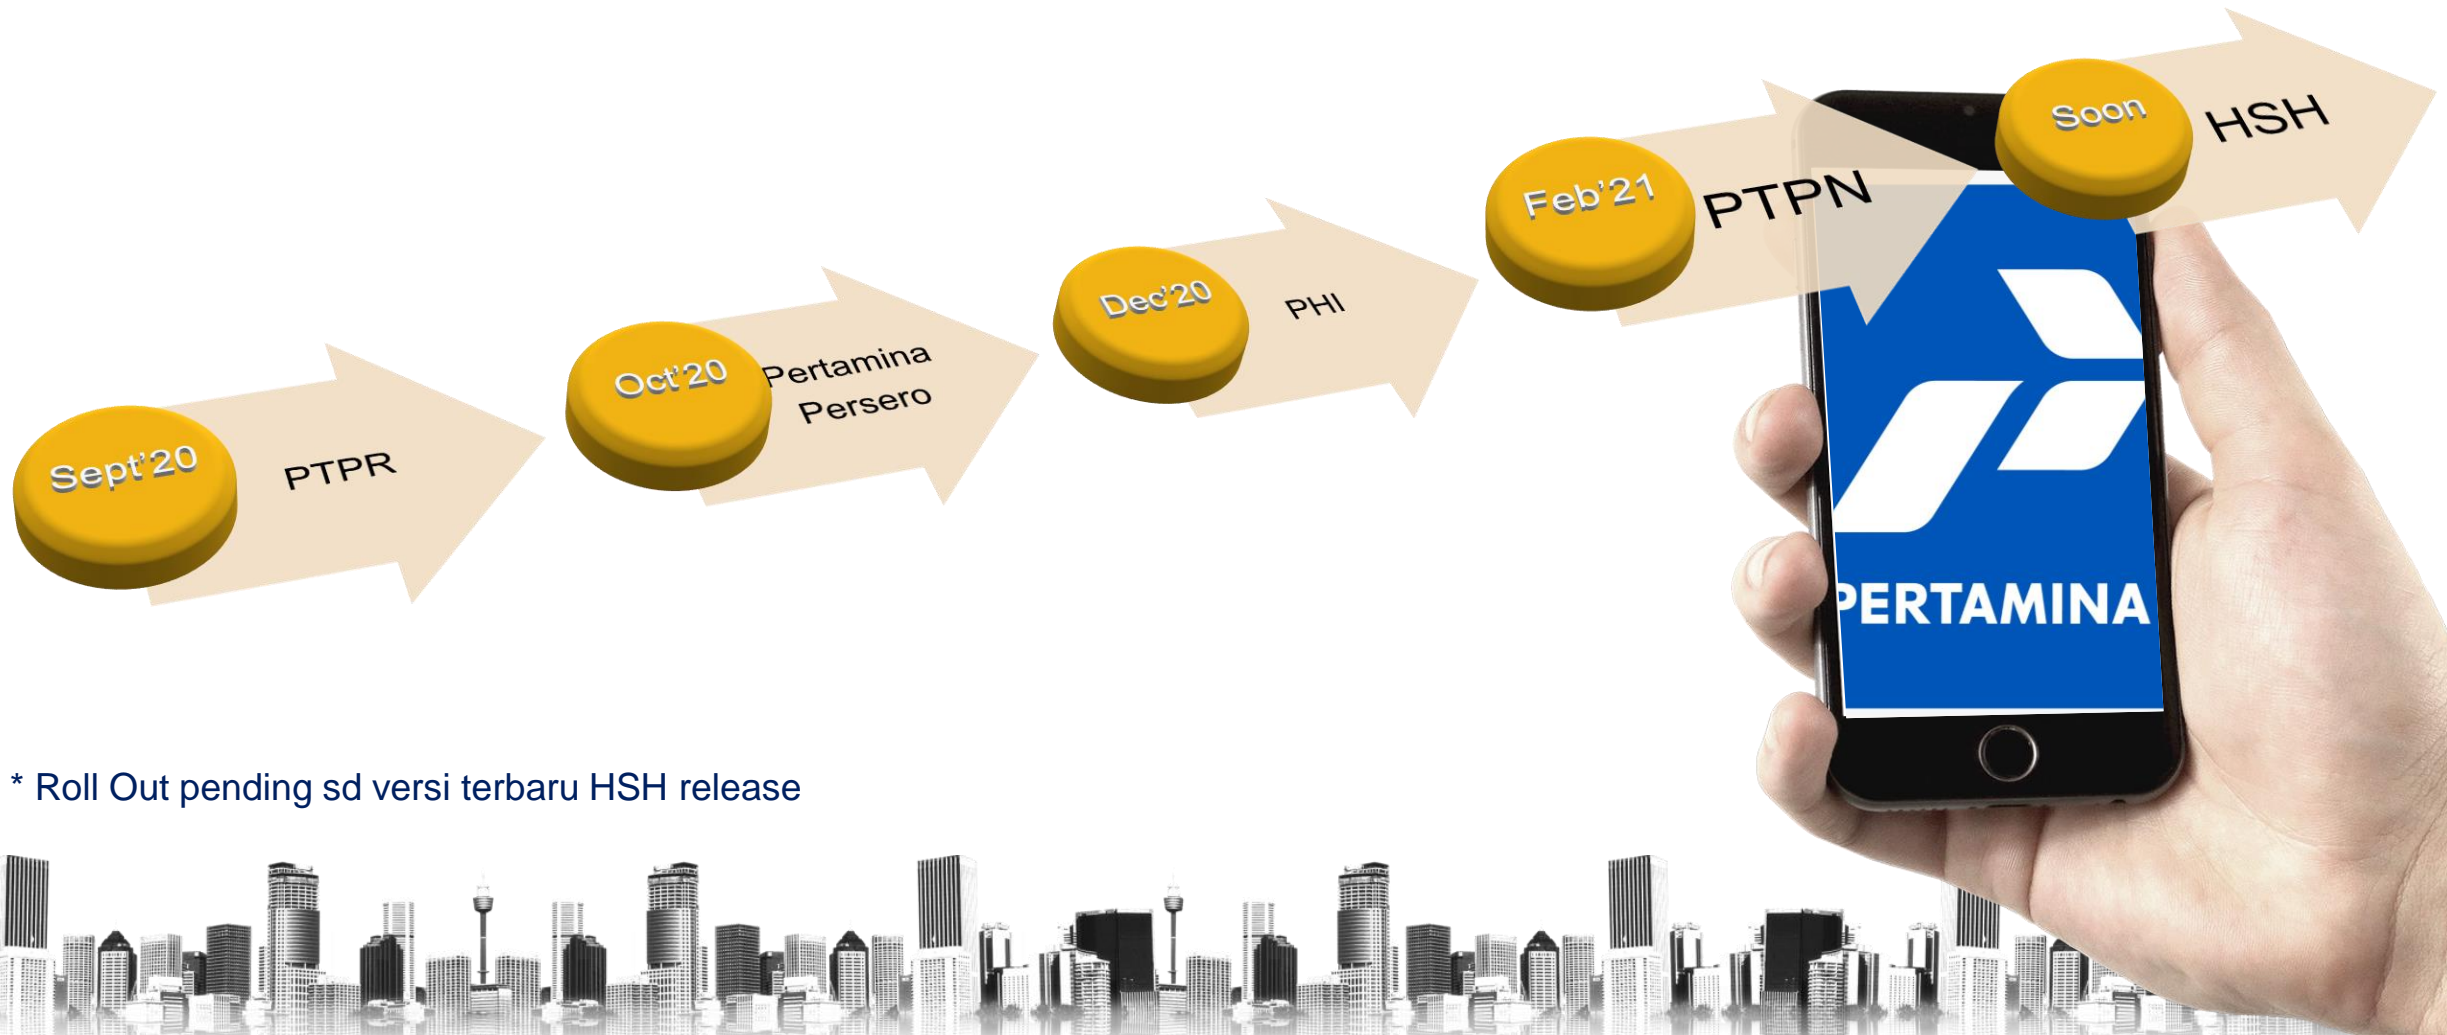 Sept'20
PTPR
Oct'20
Pertamina
Persero
Dec'20
PHI
Feb'21
PTPN
Soon
HSH
PERTAMINA
* Roll Out pending sd versi terbaru HSH release